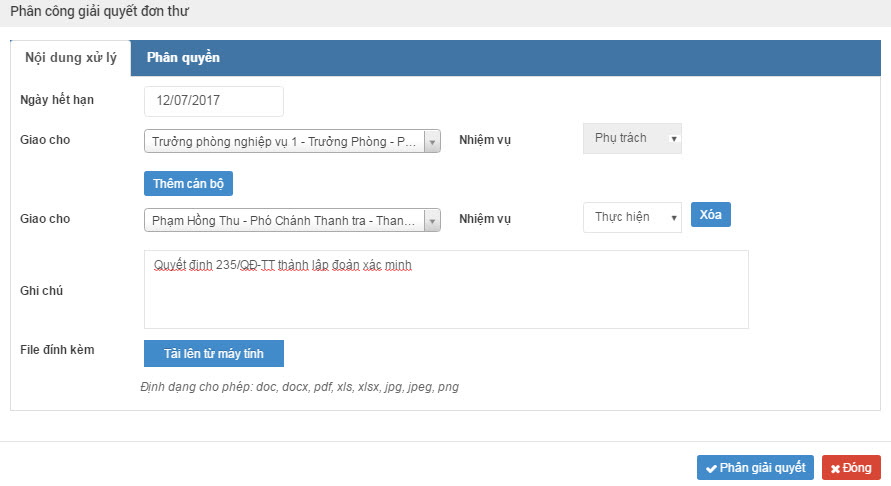 Phân công giải quyết đơn thư
Nội dung xử lý Phân quyền
Ngày hết hạn 12/07/2017
Giao cho Trưởng phòng nghiệp vụ 1 - Trưởng Phòng - P... Nhiệm vụ Phụ trách
Thêm cán bộ
Giao cho Phạm Hồng Thu - Phó Chánh Thanh tra - Than... Nhiệm vụ Thực hiện Xóa
Quyết định 235/QĐ-TT thành lập đoàn xác minh
Ghi chú
File đính kèm Tải lên từ máy tính
Định dạng cho phép: doc, docx, pdf, xls, xlsx, jpg, jpeg, png
Phân giải quyết Đóng